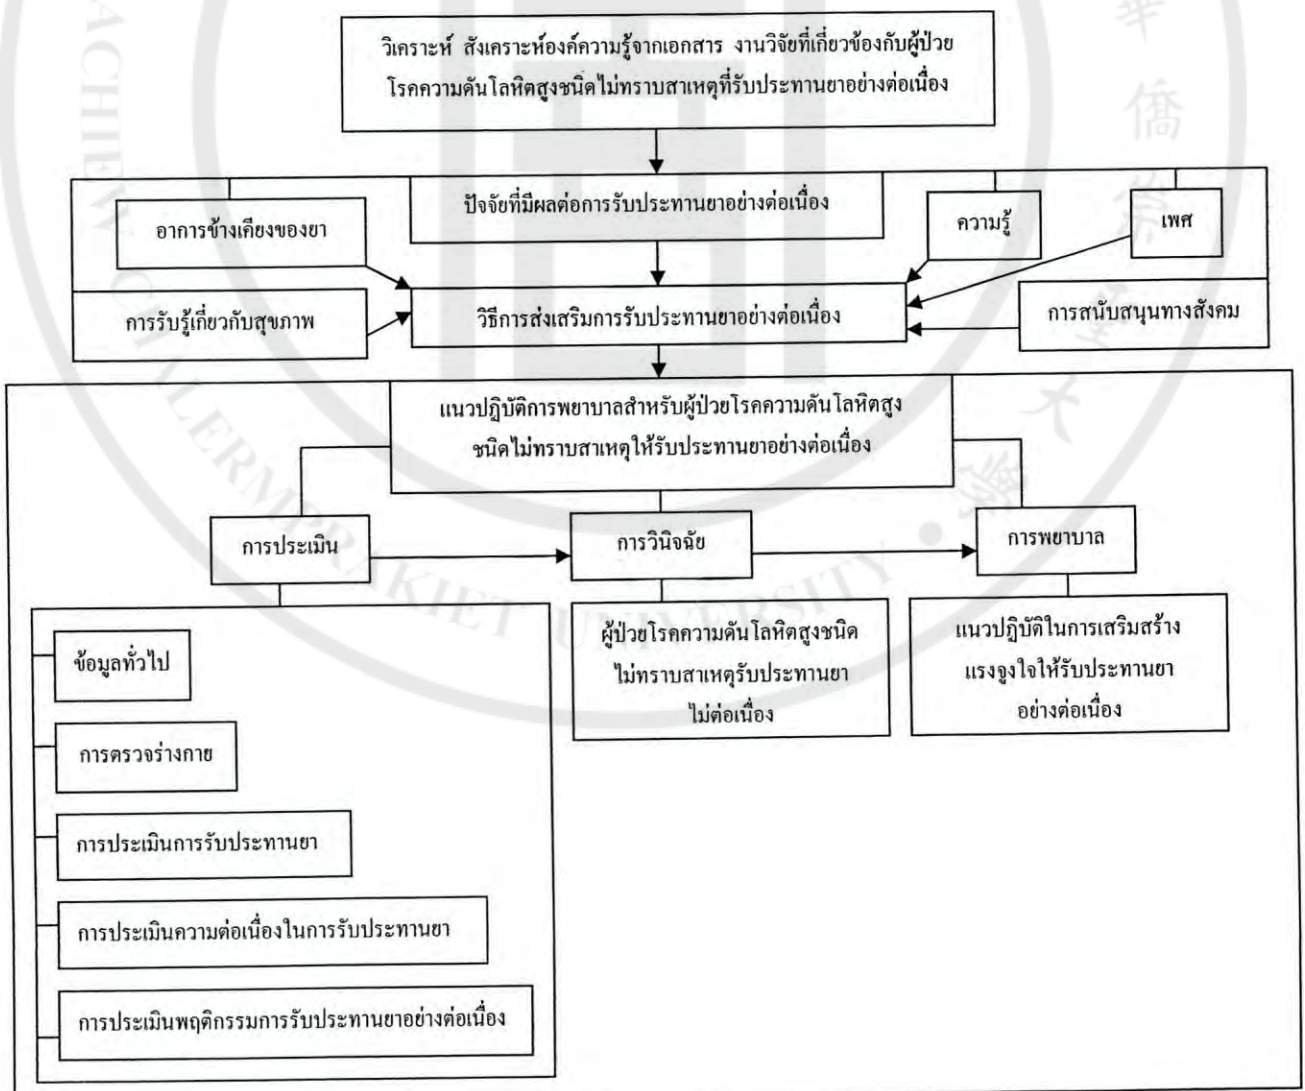 วิเคราะห์ สังเคราะห์องค์ความรู้จากเอกสาร งานวิจัยที่เกี่ยวข้องกับผู้ป่วย
โรคความดันโลหิตสูงชนิดไม่ทราบสาเหตุที่รับประทานยาอย่างต่อเนื่อง
ปัจจัยที่มีผลต่อการรับประทานยาอย่างต่อเนื่อง
อาการข้างเคียงของยา
ความรู้
เพศ
การรับรู้เกี่ยวกับสุขภาพ
วิธีการส่งเสริมการรับประทานยาอย่างต่อเนื่อง
การสนับสนุนทางสังคม
แนวปฏิบัติการพยาบาลสำหรับผู้ป่วยโรคความดันโลหิตสูง
ชนิดไม่ทราบสาเหตุให้รับประทานยาอย่างต่อเนื่อง
การประเมิน
การวินิจฉัย
การพยาบาล
ข้อมูลทั่วไป
การตรวจร่างกาย
การประเมินการรับประทานยา
การประเมินความต่อเนื่องในการรับประทานยา
การประเมินพฤติกรรมการรับประทานยาอย่างต่อเนื่อง
ผู้ป่วยโรคความดันโลหิตสูงชนิด
ไม่ทราบสาเหตุรับประทานยา
ไม่ต่อเนื่อง
แนวปฏิบัติในการเสริมสร้าง
แรงจูงใจให้รับประทานยา
อย่างต่อเนื่อง
ACHIEW CHALERMPRAKIET UNIVERSITY
華僑崇聖大學